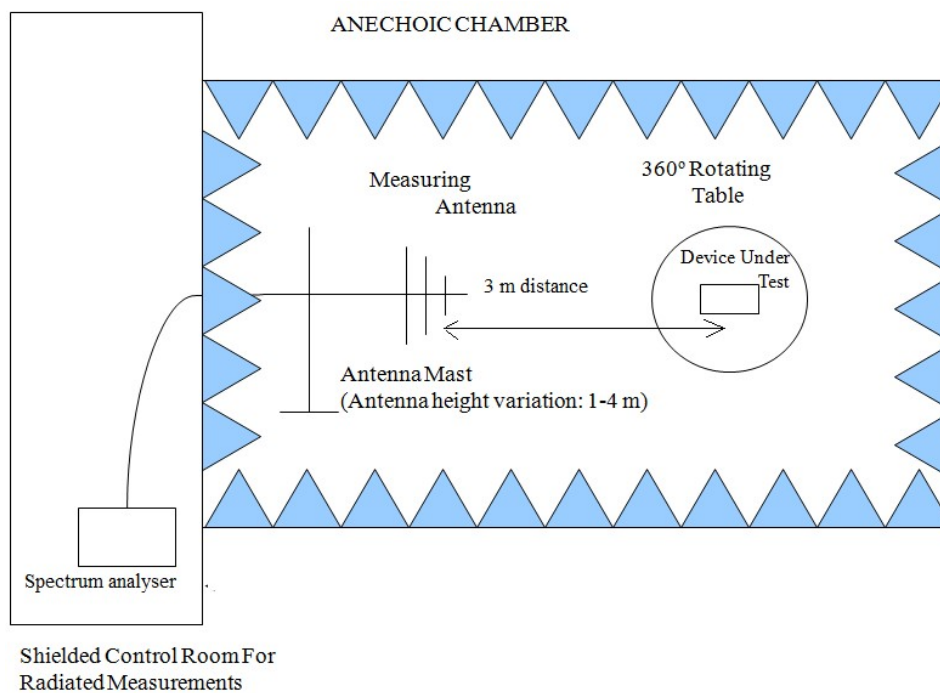 ANECHOIC CHAMBER
Measuring
Antenna
360º Rotating
Table
Device Under
Test
3 m distance
Antenna Mast
(Antenna height variation: 1-4 m)
Spectrum analyser
Shielded Control Room For
Radiated Measurements